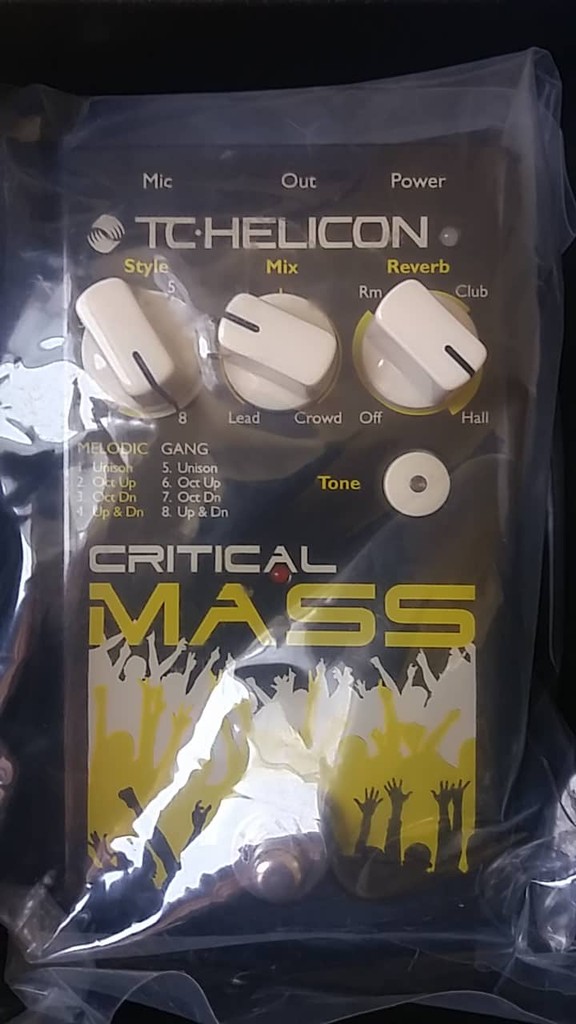 Mic Out Power
TC·HELICON
Style Mix Reverb
5 Rm Club
8 Lead Crowd Off Hall
MELODIC GANG
1. Unison 5. Unison
2. Oct Up 6. Oct Up
3. Oct Dn 7. Oct Dn
4. Up & Dn 8. Up & Dn
Tone
CRITICAL
MASS